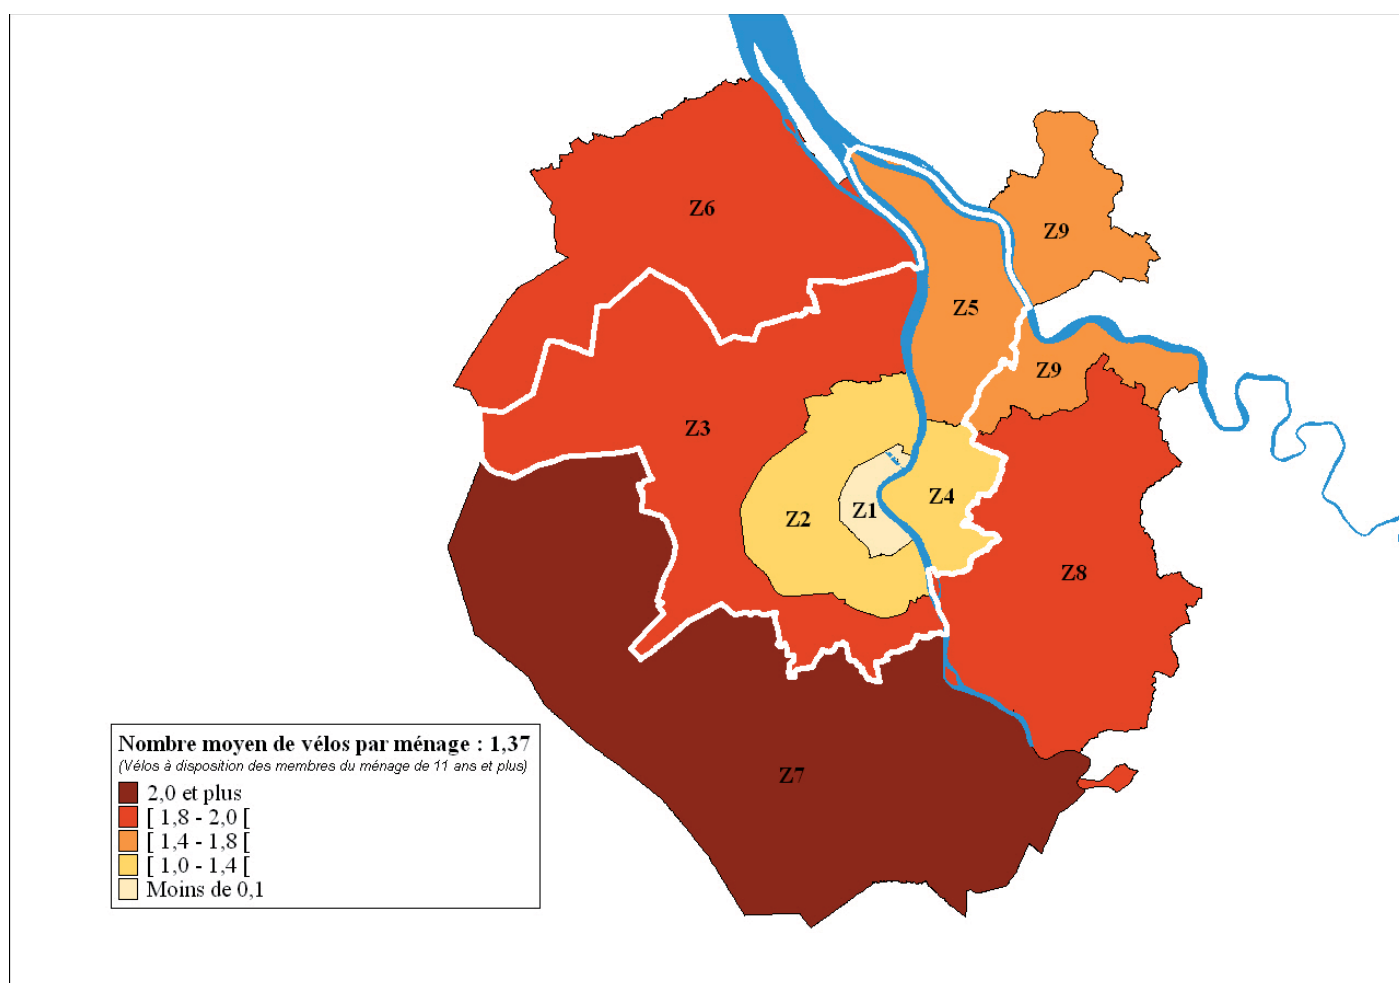 Z6
Z9
Z5
Z9
Z3
Z4
Z1
Z2
Z8
Z7
Nombre moyen de vélos par ménage : 1,37
(Vélos à disposition des membres du ménage de 11 ans et plus)
2,0 et plus
[ 1,8 - 2,0 [
[ 1,4 - 1,8 [
[ 1,0 - 1,4 [
Moins de 0,1